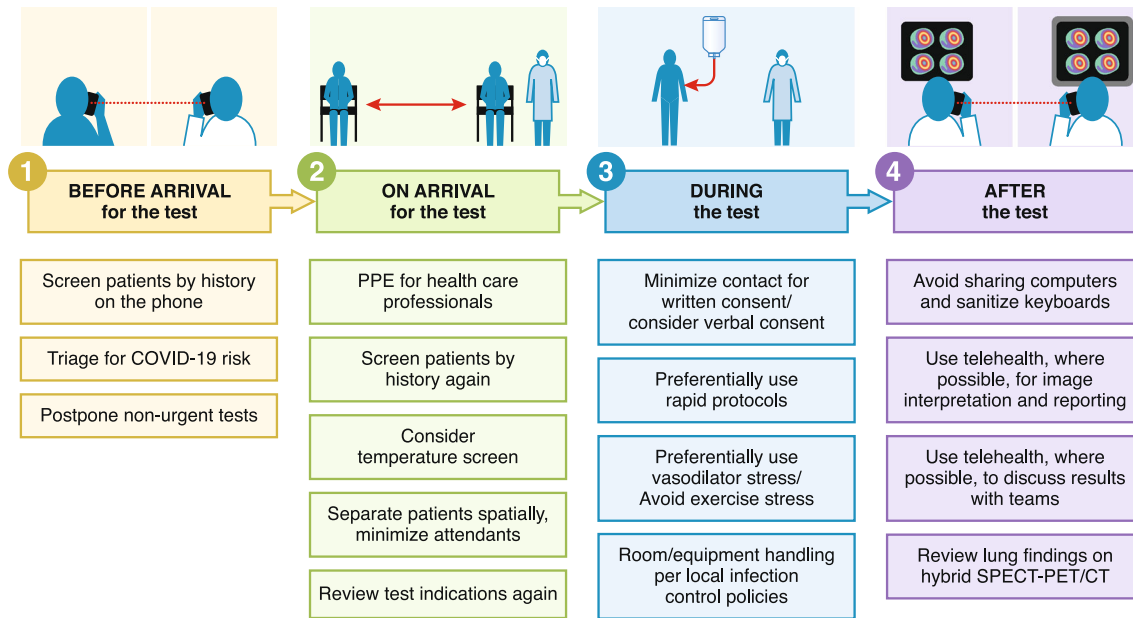 1
BEFORE ARRIVAL
for the test
Screen patients by history
on the phone
Triage for COVID-19 risk
Postpone non-urgent tests
2
ON ARRIVAL
for the test
PPE for health care
professionals
Screen patients by
history again
Consider
temperature screen
Separate patients spatially,
minimize attendants
Review test indications again
3
DURING
the test
Minimize contact for
written consent/
consider verbal consent
Preferentially use
rapid protocols
Preferentially use
vasodilator stress/
Avoid exercise stress
Room/equipment handling
per local infection
control policies
4
AFTER
the test
Avoid sharing computers
and sanitize keyboards
Use telehealth, where
possible, for image
interpretation and reporting
Use telehealth, where
possible, to discuss results
with teams
Review lung findings on
hybrid SPECT-PET/CT